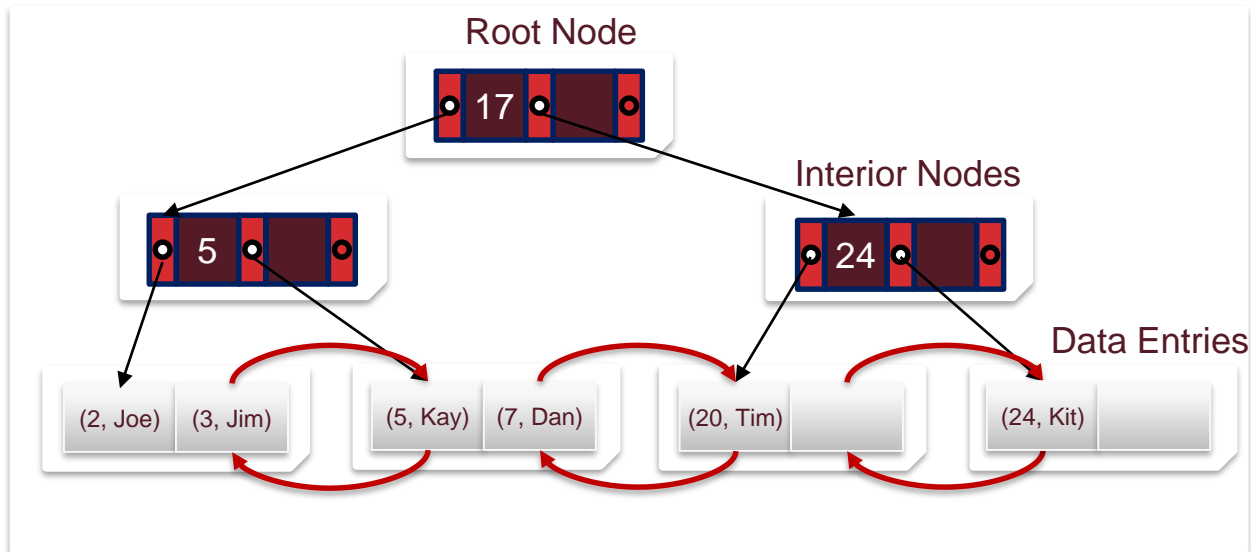 Root Node
17
Interior Nodes
5
24
Data Entries
(2, Joe) (3, Jim) (5, Kay) (7, Dan) (20, Tim) (24, Kit)